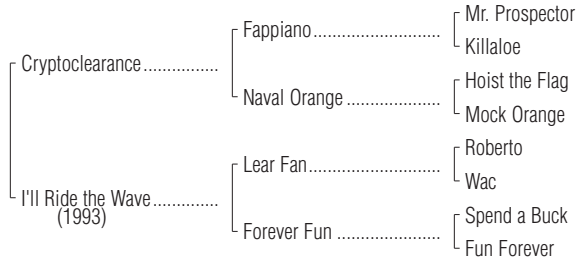 Mr. Prospector
Fappiano
Killaloe
Cryptoclearance
Hoist the Flag
Naval Orange
Mock Orange
Roberto
Lear Fan
Wac
I'll Ride the Wave
(1993)
Spend a Buck
Forever Fun
Fun Forever